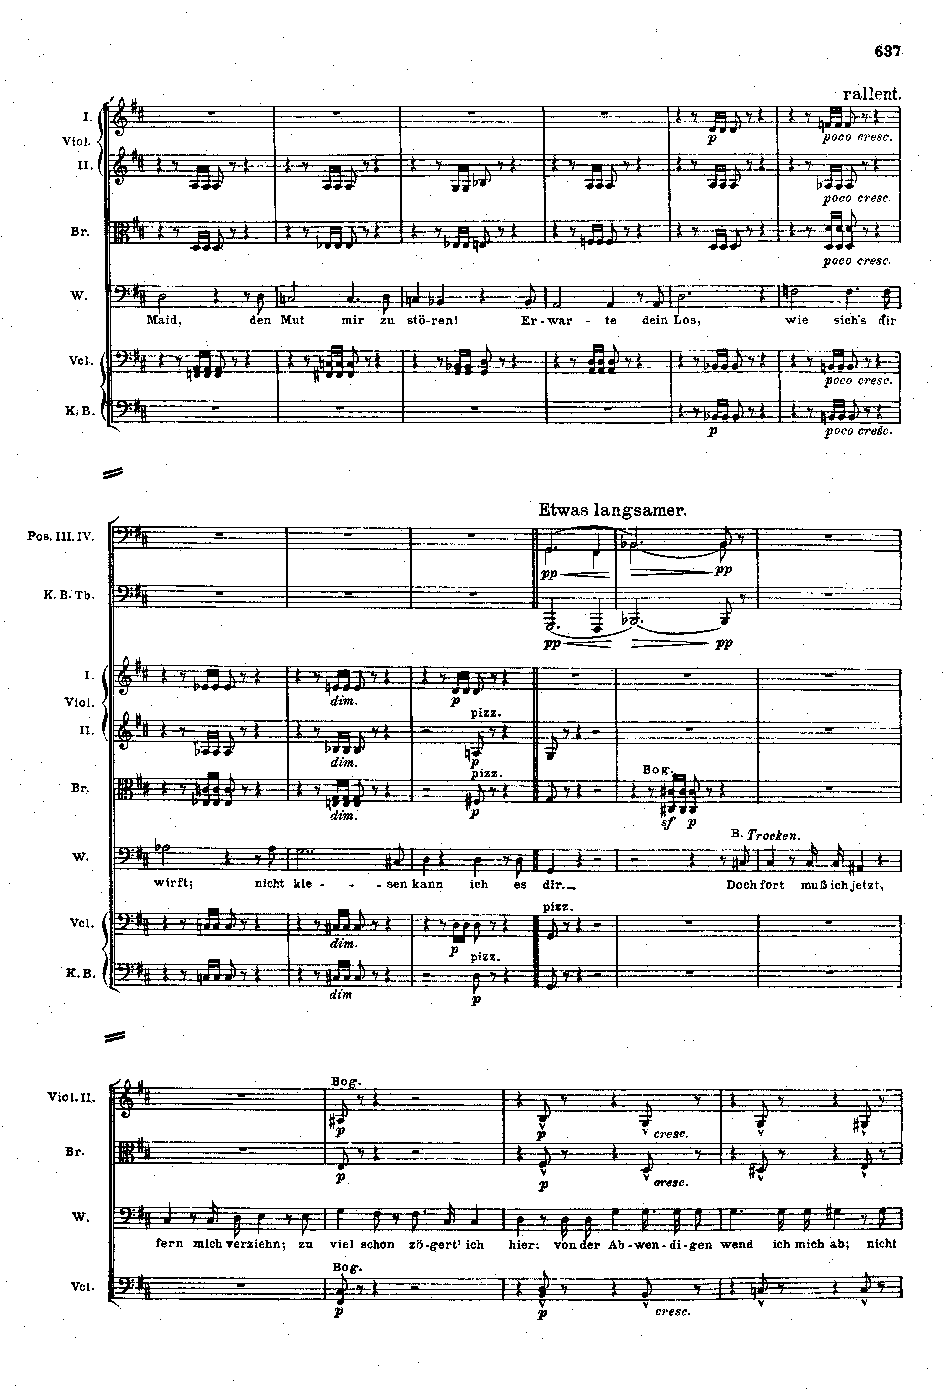 637
rallent.
I.
Viol.
p
poco cresc.
II.
poco cresc.
Br.
poco cresc.
W.
Maid, den Mut mir zu stö-ren! Er-war - te dein Los, wie sich's dir
Vcl.
poco cresc.
K.B.
p
poco cresc.
Etwas langsamer.
Pos. III. IV.
pp
pp
K. B. Tb.
pp
pp
I.
dim.
p
Viol.
pizz.
II.
dim.
p
pizz.
Bog.
Br.
dim.
p
sf p
B. Trocken.
W.
wirft; nicht kie - - - sen kann ich es dir. Doch fort muß ich jetzt,
pizz.
Vcl.
dim.
p
pizz.
K.B.
dim
p
Bog.
Viol. II.
p
p
cresc.
Br.
p
p
cresc.
W.
fern mich verziehn; zu viel schon zö-gert' ich hier: von der Ab-wen-di-gen wend ich mich ab; nicht
Bog.
Vcl.
p
p
cresc.